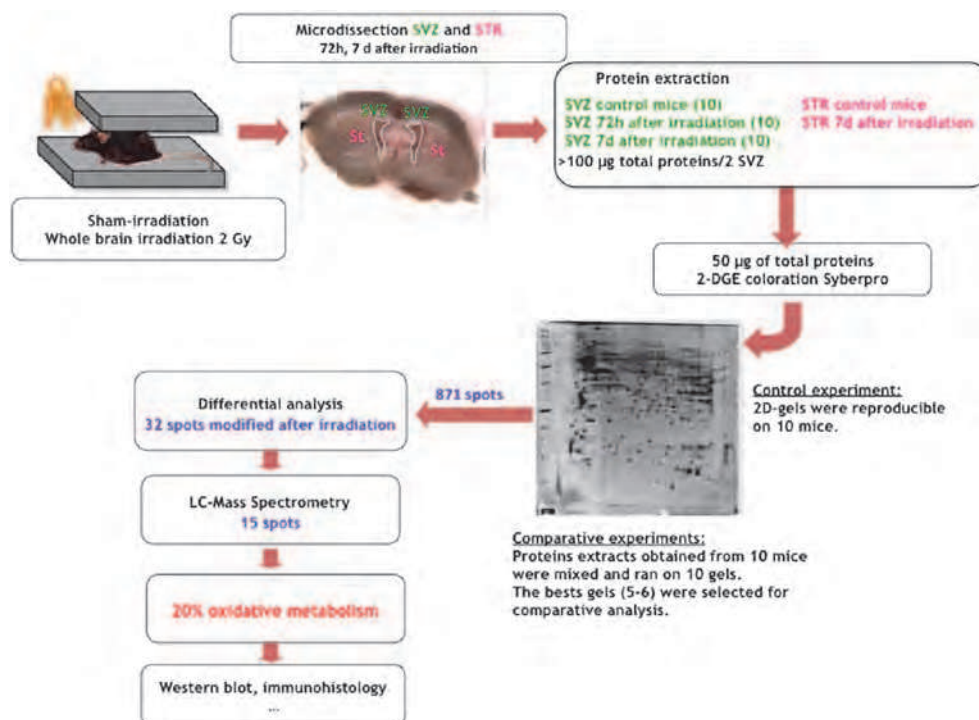 Microdissection SVZ and STR
72h, 7 d after irradiation
Sham-irradiation
Whole brain irradiation 2 Gy
SVZ SVZ
St St
Protein extraction
SVZ control mice (10)
SVZ 72h after irradiation (10)
SVZ 7d after irradiation (10)
>100 µg total proteins/2 SVZ
STR control mice
STR 7d after irradiation
50 µg of total proteins
2-DGE coloration Syberpro
Control experiment:
2D-gels were reproducible
on 10 mice.
871 spots
Comparative experiments:
Proteins extracts obtained from 10 mice
were mixed and ran on 10 gels.
The bests gels (5-6) were selected for
comparative analysis.
Differential analysis
32 spots modified after irradiation
LC-Mass Spectrometry
15 spots
20% oxidative metabolism
Western blot, immunohistology
...